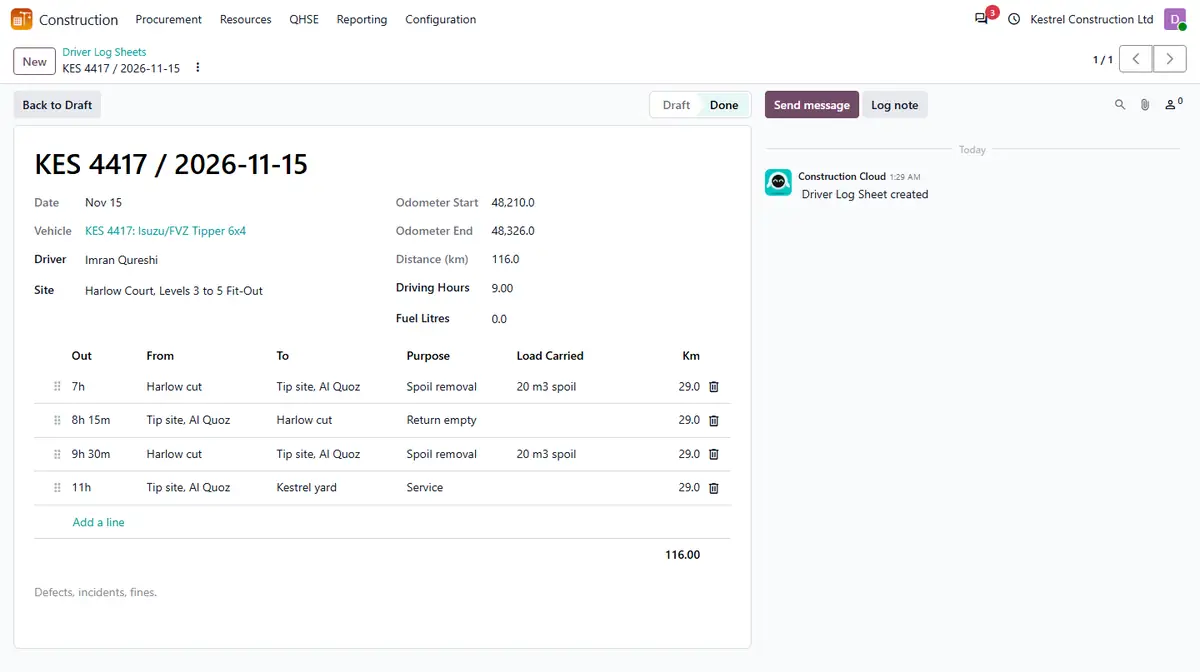 Construction Procurement Resources QHSE Reporting Configuration 3 Kestrel Construction Ltd D
New Driver Log Sheets
KES 4417 / 2026-11-15 1 / 1
Back to Draft Draft Done Send message Log note 0
KES 4417 / 2026-11-15
Date Nov 15
Vehicle KES 4417: Isuzu/FVZ Tipper 6x4
Driver Imran Qureshi
Site Harlow Court, Levels 3 to 5 Fit-Out
Odometer Start 48,210.0
Odometer End 48,326.0
Distance (km) 116.0
Driving Hours 9.00
Fuel Litres 0.0
Out From To Purpose Load Carried Km
7h Harlow cut Tip site, Al Quoz Spoil removal 20 m3 spoil 29.0
8h 15m Tip site, Al Quoz Harlow cut Return empty 29.0
9h 30m Harlow cut Tip site, Al Quoz Spoil removal 20 m3 spoil 29.0
11h Tip site, Al Quoz Kestrel yard Service 29.0
Add a line
116.00
Defects, incidents, fines.
Today
Construction Cloud 1:29 AM
Driver Log Sheet created